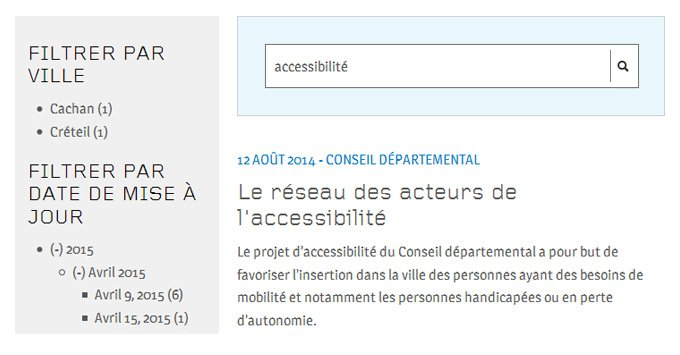 FILTRER PAR
VILLE
Cachan (1)
Créteil (1)
FILTRER PAR
DATE DE MISE À
JOUR
(-) 2015
(-) Avril 2015
Avril 9, 2015 (6)
Avril 15, 2015 (1)
accessibilité
12 AOÛT 2014 - CONSEIL DÉPARTEMENTAL
Le réseau des acteurs de
l'accessibilité
Le projet d'accessibilité du Conseil départemental a pour but de
favoriser l'insertion dans la ville des personnes ayant des besoins de
mobilité et notamment les personnes handicapées ou en perte
d'autonomie.